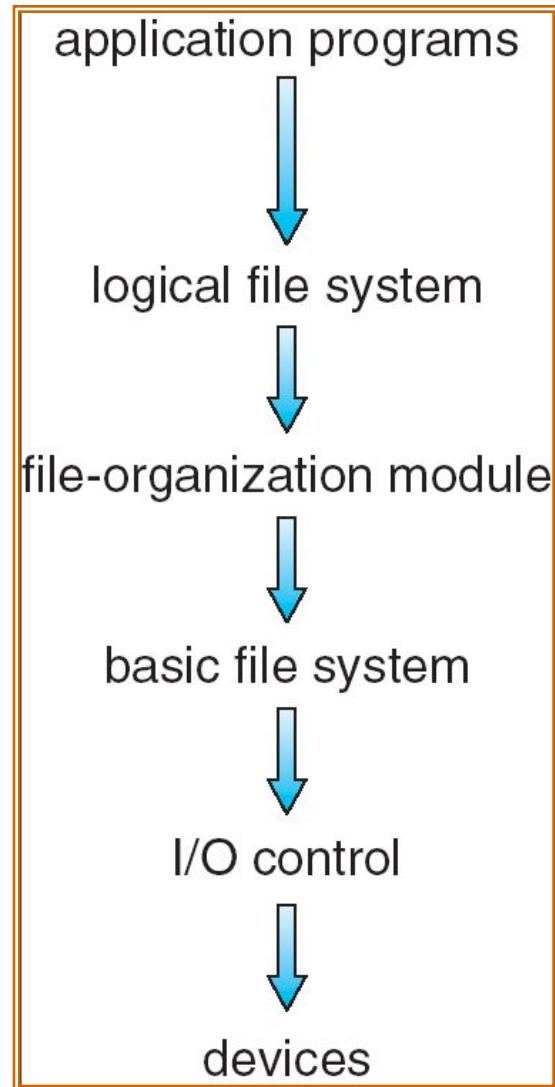 application programs
logical file system
file-organization module
basic file system
I/O control
devices